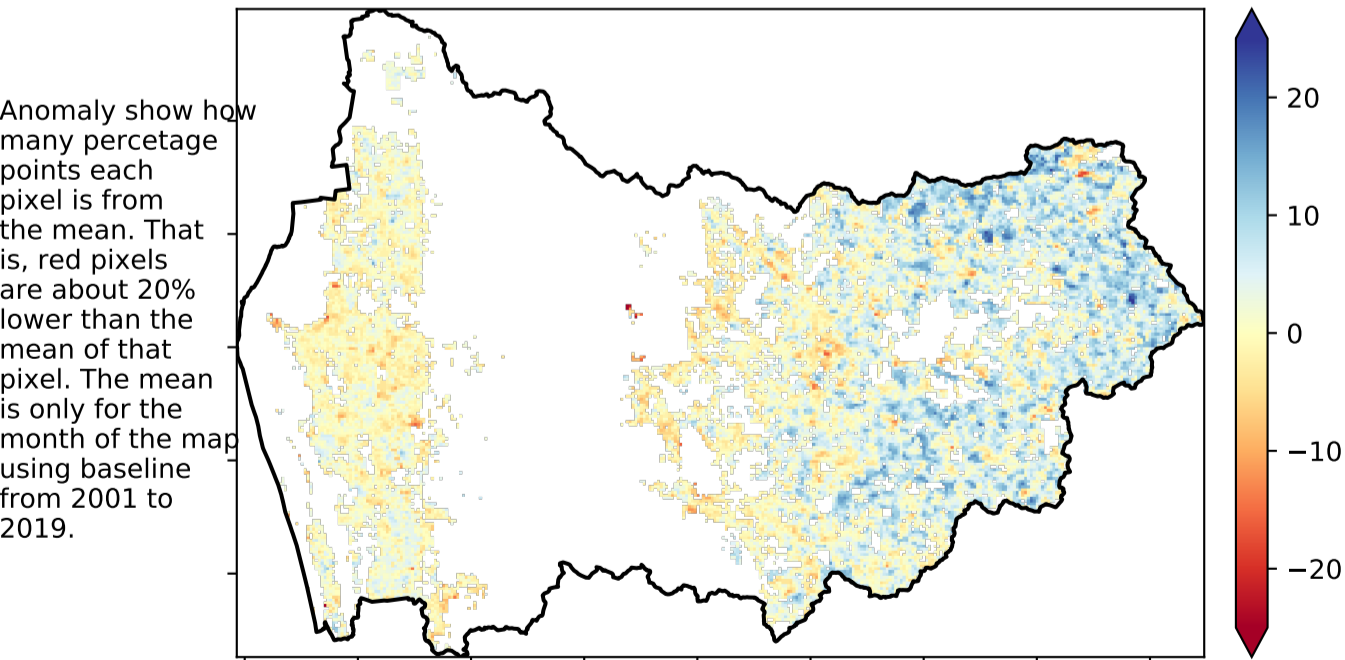 Anomaly show how
many percetage
points each
pixel is from
the mean. That
is, red pixels
are about 20%
lower than the
mean of that
pixel. The mean
is only for the
month of the map
using baseline
from 2001 to
2019.
20
10
0
−10
−20